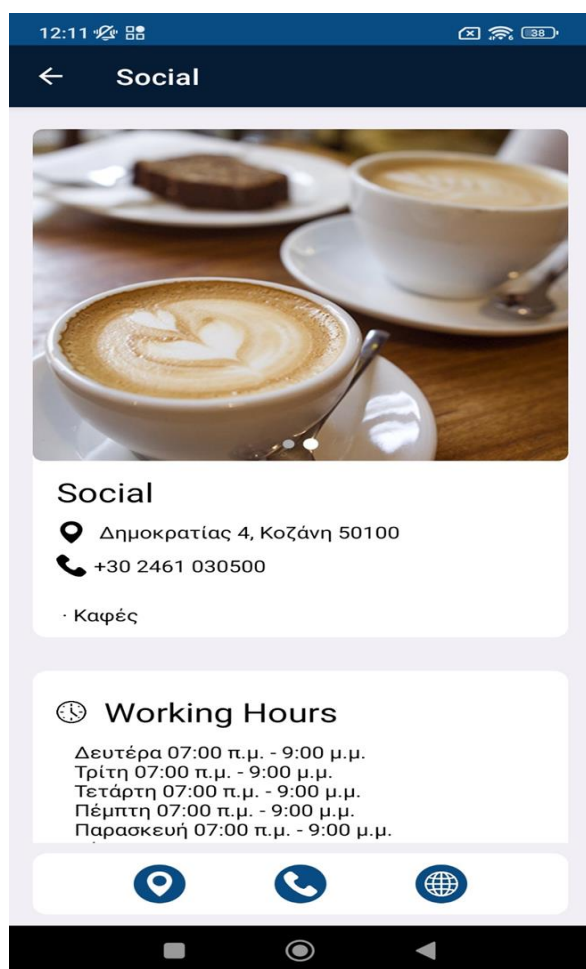 12:11
38
Social
Social
Δημοκρατίας 4, Κοζάνη 50100
+30 2461 030500
· Καφές
Working Hours
Δευτέρα 07:00 π.μ. - 9:00 μ.μ.
Τρίτη 07:00 π.μ. - 9:00 μ.μ.
Τετάρτη 07:00 π.μ. - 9:00 μ.μ.
Πέμπτη 07:00 π.μ. - 9:00 μ.μ.
Παρασκευή 07:00 π.μ. - 9:00 μ.μ.